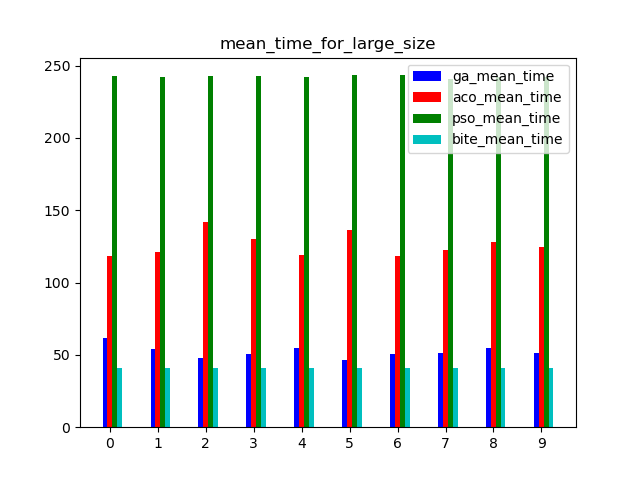 mean_time_for_large_size
250
200
150
100
50
0
ga_mean_time
aco_mean_time
pso_mean_time
bite_mean_time
0 1 2 3 4 5 6 7 8 9